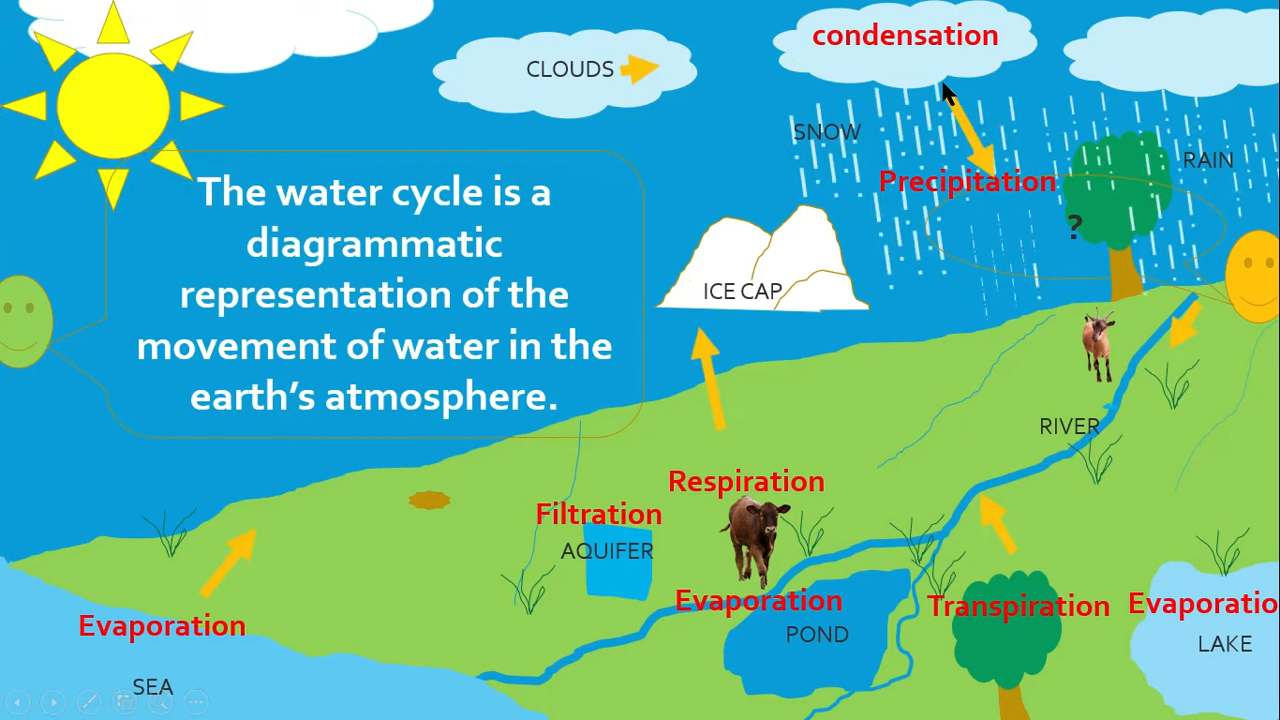 condensation
CLOUDS
SNOW
RAIN
Precipitation
The water cycle is a
diagrammatic
representation of the
movement of water in the
earth's atmosphere.
?
ICE CAP
RIVER
Respiration
Filtration
AQUIFER
Evaporation
Transpiration
Evaporatio
Evaporation
POND
LAKE
SEA